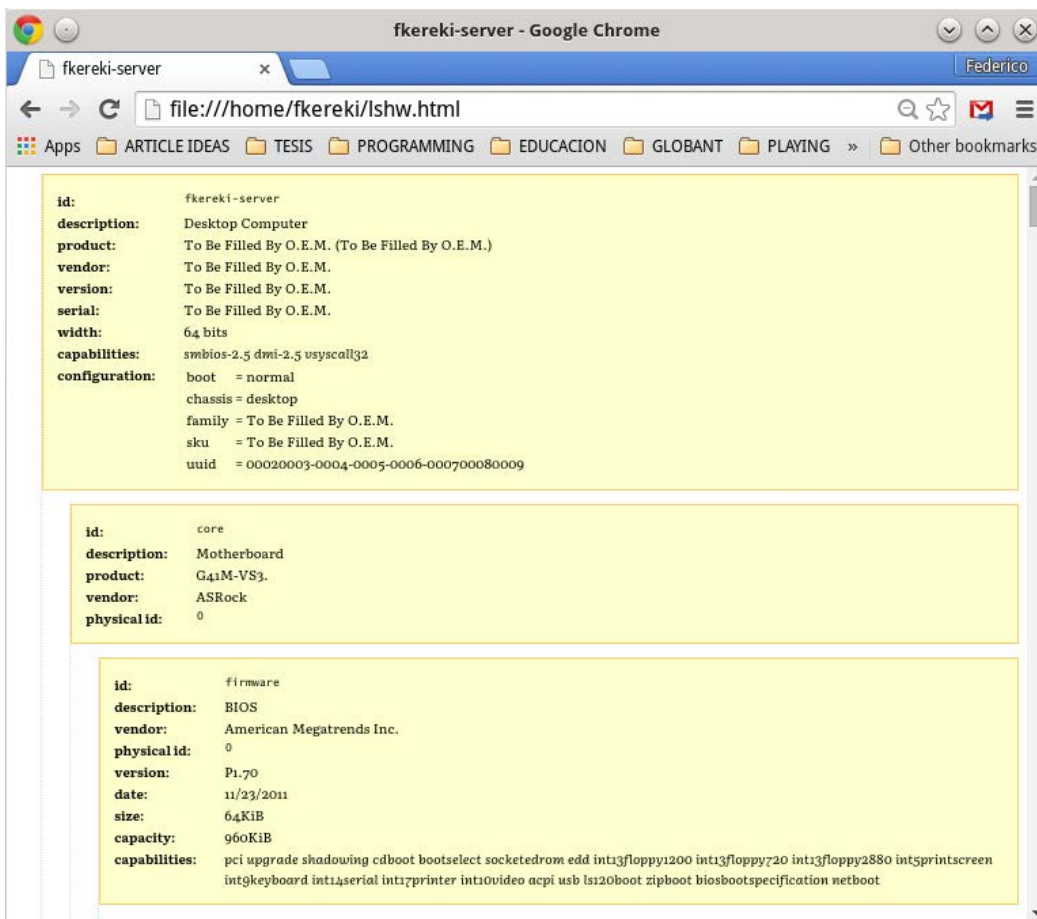 fkereki-server - Google Chrome
fkereki-server
Federico
file:///home/fkereki/lshw.html
Apps ARTICLE IDEAS TESIS PROGRAMMING EDUCACION GLOBANT PLAYING » Other bookmarks
id: fkereki-server
description: Desktop Computer
product: To Be Filled By O.E.M. (To Be Filled By O.E.M.)
vendor: To Be Filled By O.E.M.
version: To Be Filled By O.E.M.
serial: To Be Filled By O.E.M.
width: 64 bits
capabilities: smbios-2.5 dmi-2.5 vsyscall32
configuration: boot = normal
chassis = desktop
family = To Be Filled By O.E.M.
sku = To Be Filled By O.E.M.
uuid = 00020003-0004-0005-0006-000700080009
id: core
description: Motherboard
product: G41M-VS3.
vendor: ASRock
physical id: 0
id: firmware
description: BIOS
vendor: American Megatrends Inc.
physical id: 0
version: P1.70
date: 11/23/2011
size: 64KiB
capacity: 960KiB
capabilities: pci upgrade shadowing cdboot bootselect socketedrom edd int13floppy1200 int13floppy720 int13floppy2880 int5printscreen
int9keyboard int14serial int17printer int10video acpi usb ls120boot zipboot biosbootspecification netboot